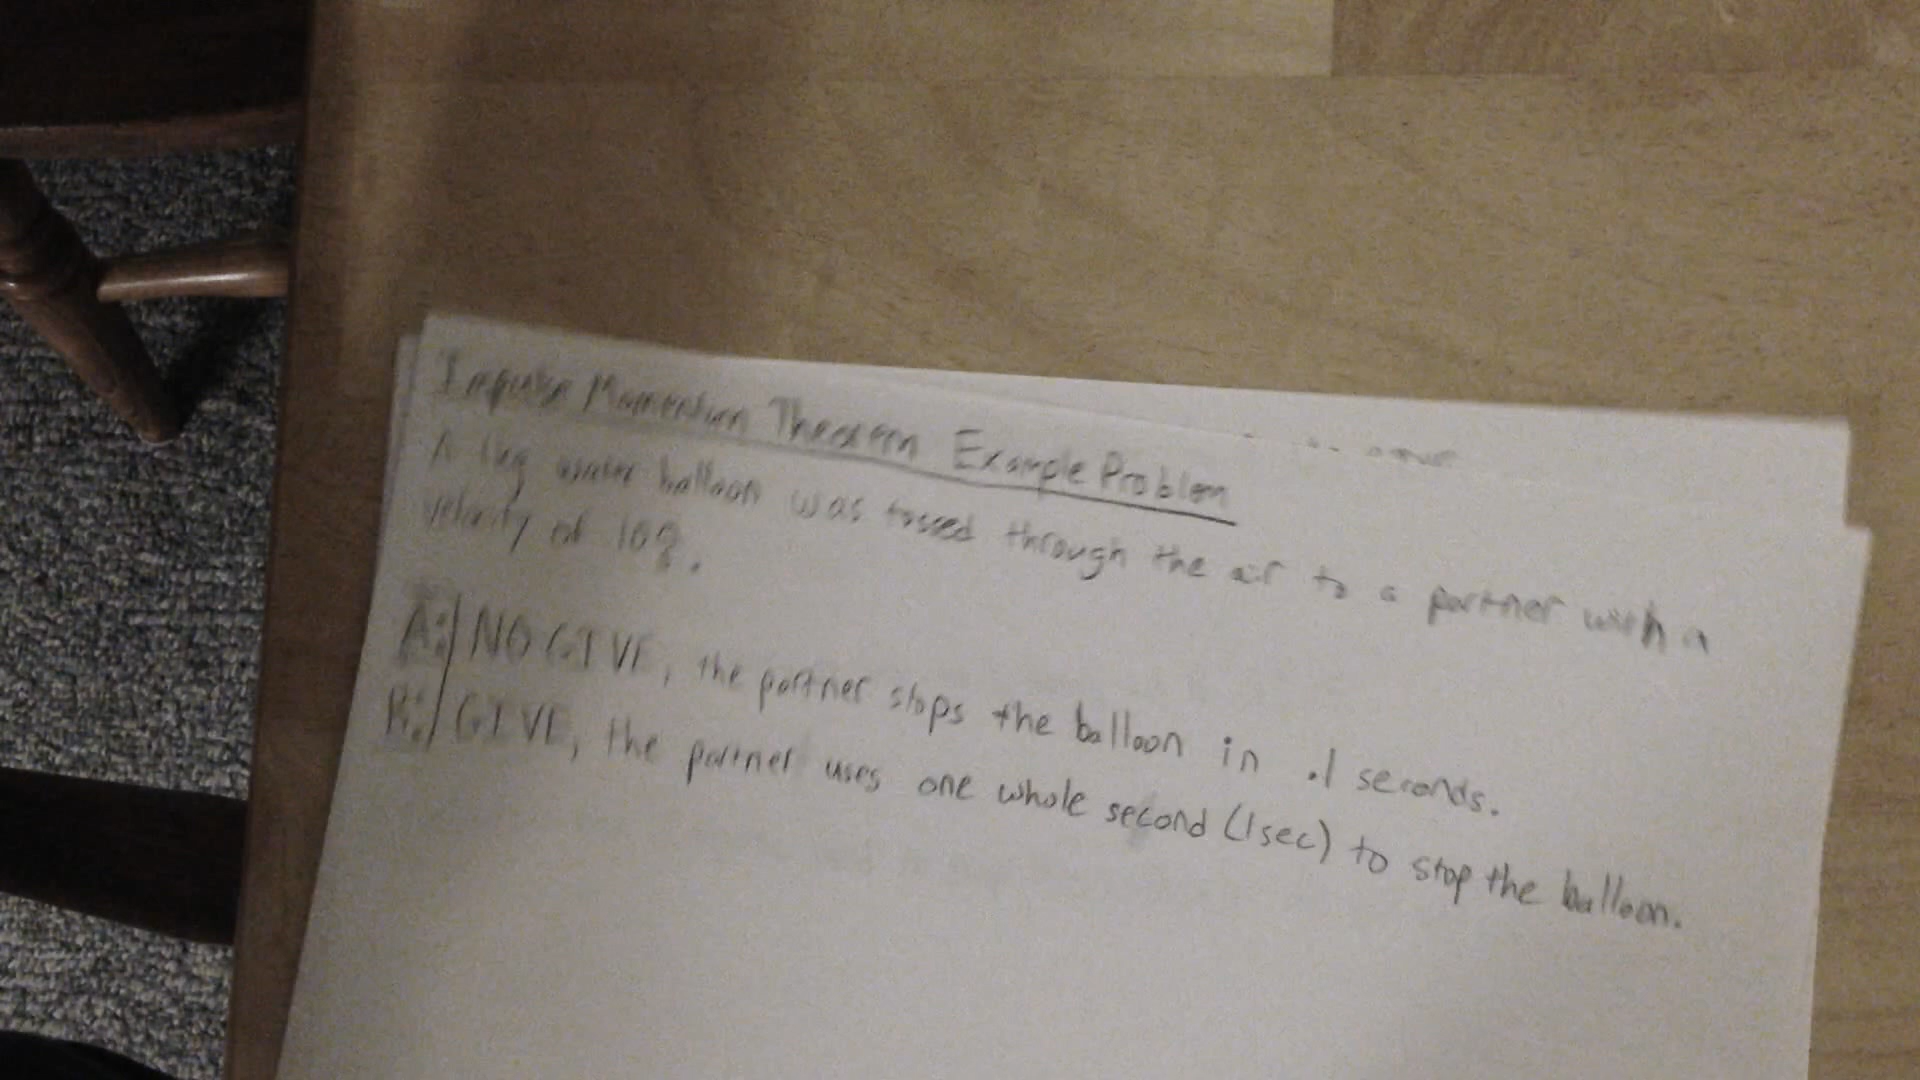 Impulse Momentum Theorem Example Problem
A 1kg water balloon was tossed through the air to a partner with a
velocity of 10
A: NO GIVE, the partner stops the balloon in .1 seconds.
B: GIVE, the partner uses one whole second (1sec) to stop the balloon.